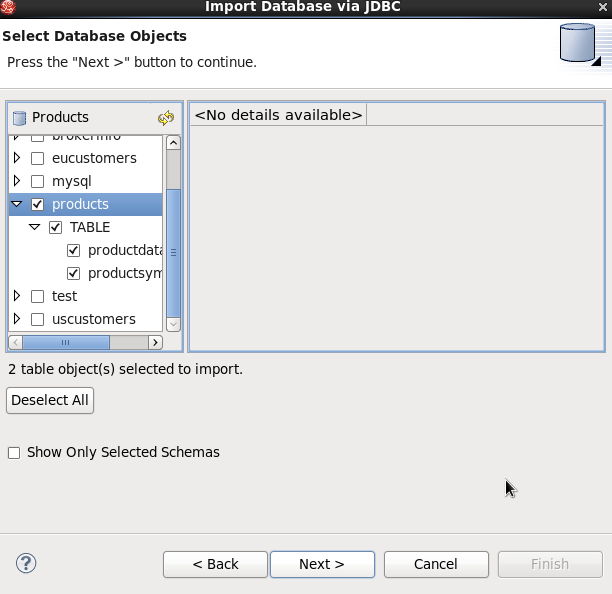 Import Database via JDBC
Select Database Objects
Press the "Next >" button to continue.
Products
<No details available>
brokerinfo
eucustomers
mysql
products
TABLE
productdata
productsym
test
uscustomers
2 table object(s) selected to import.
Deselect All
Show Only Selected Schemas
?
< Back
Next >
Cancel
Finish